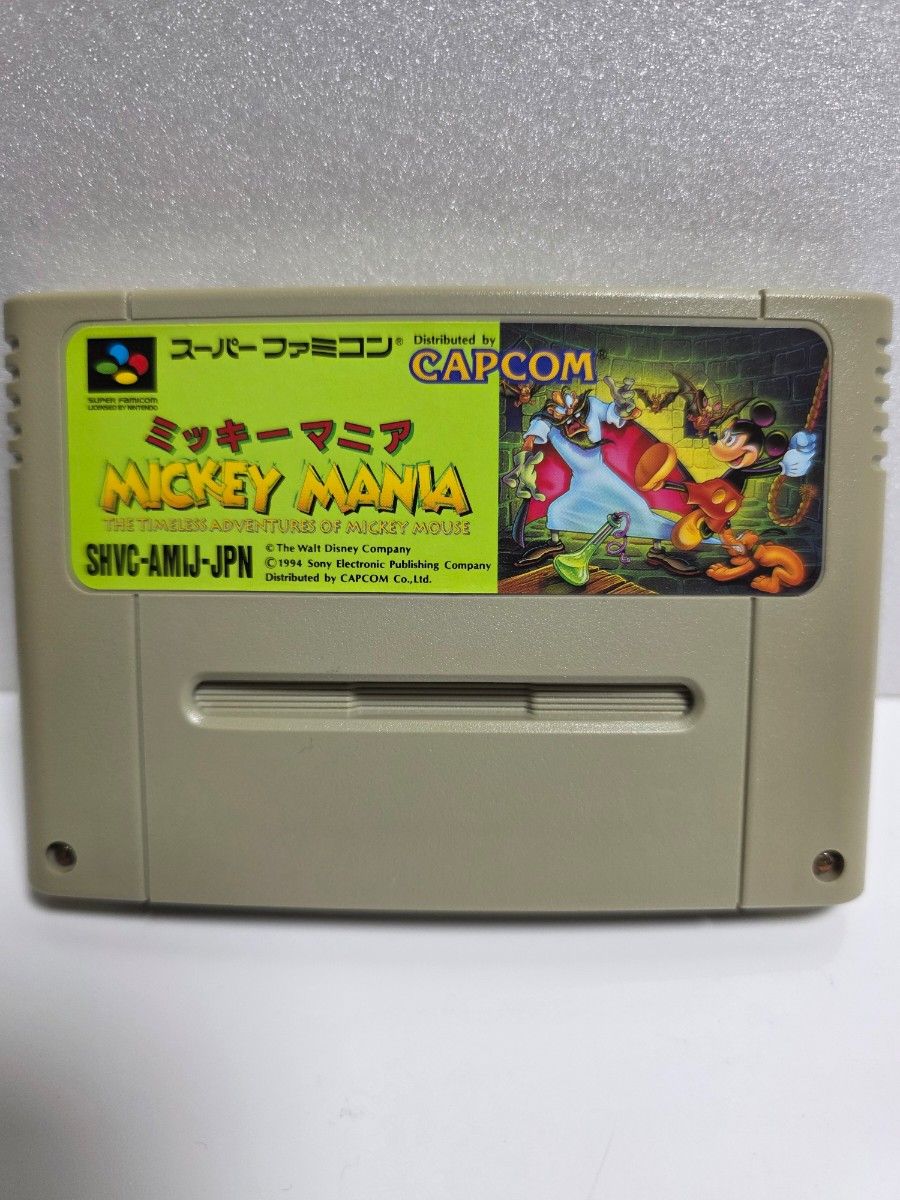 スーパーファミコン®
SUPER FAMICOM
LICENSED BY NINTENDO
Distributed by
CAPCOM®
ミッキー マニア
MICKEY MANIA
THE TIMELESS ADVENTURES OF MICKEY MOUSE
SHVC-AMIJ-JPN
© The Walt Disney Company
© 1994 Sony Electronic Publishing Company
Distributed by CAPCOM Co., Ltd.